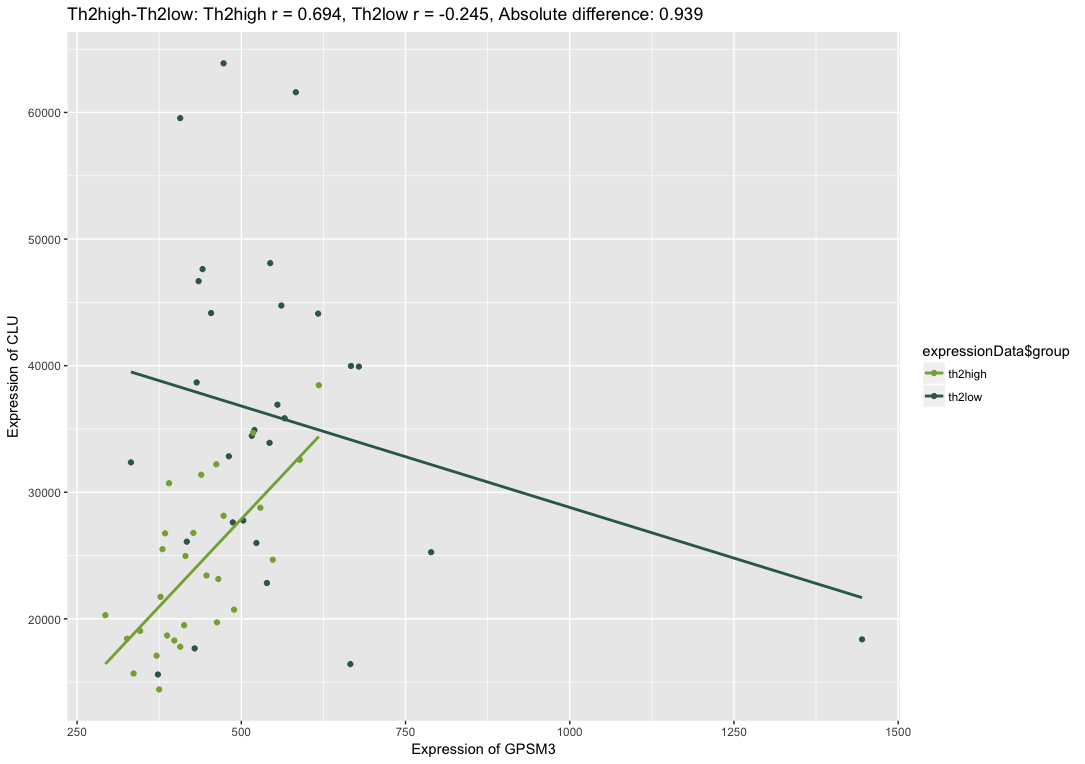 Th2high-Th2low: Th2high r = 0.694, Th2low r = -0.245, Absolute difference: 0.939
60000
50000
40000
30000
20000
Expression of CLU
250 500 750 1000 1250 1500
Expression of GPSM3
expressionData$group
th2high
th2low